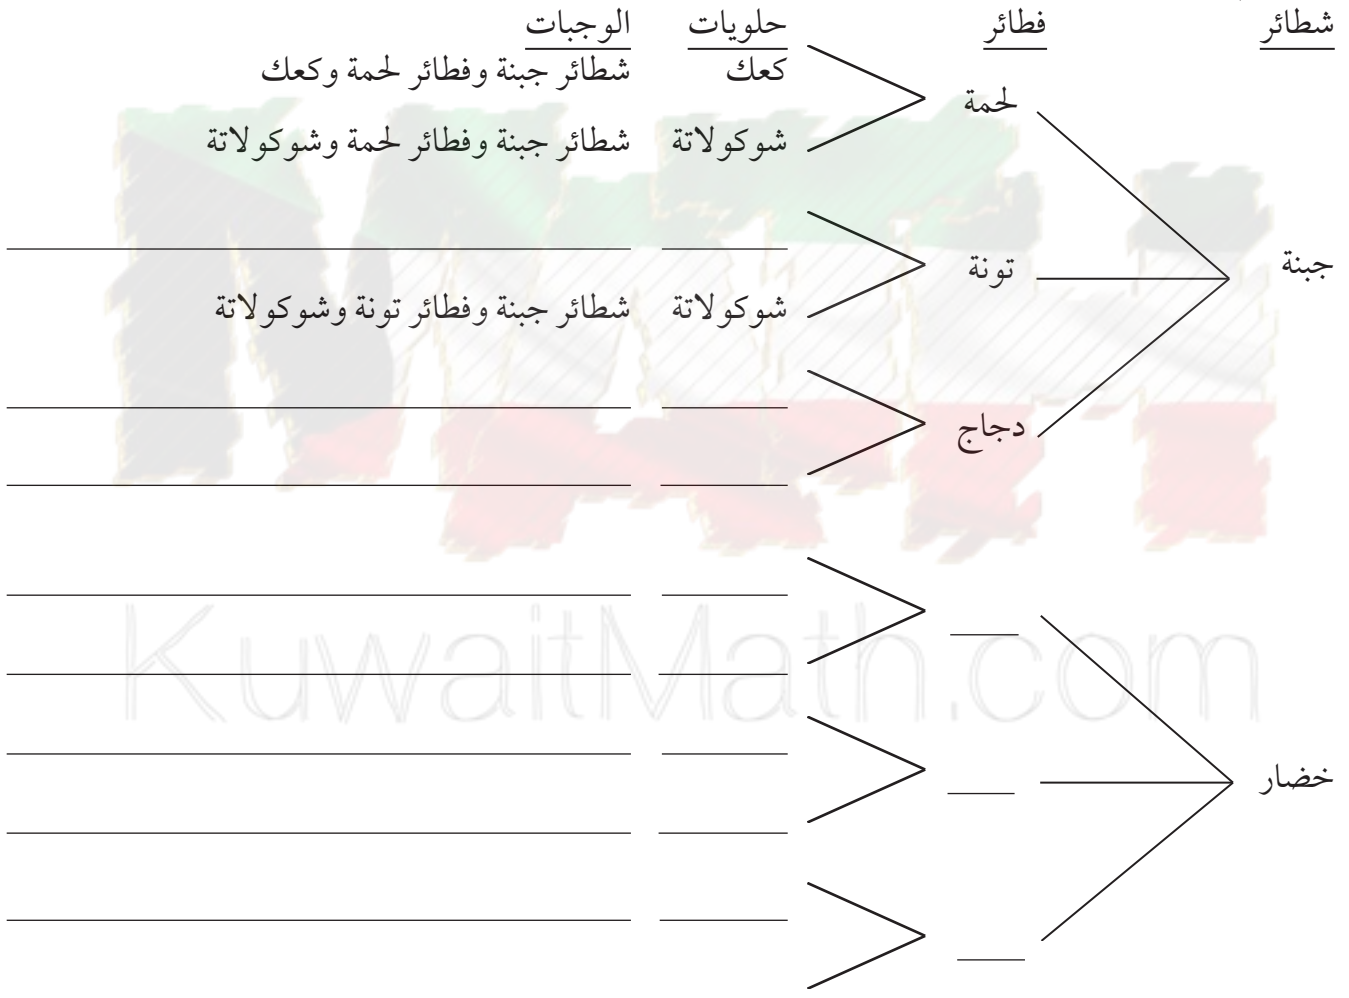 شطائر فطائر حلويات الوجبات
لحمة كعك شطائر جبنة وفطائر لحمة وكعك
شوكولاتة شطائر جبنة وفطائر لحمة وشوكولاتة
جبنة تونة
شوكولاتة شطائر جبنة وفطائر تونة وشوكولاتة
دجاج
KuwaitMath.com
خضار